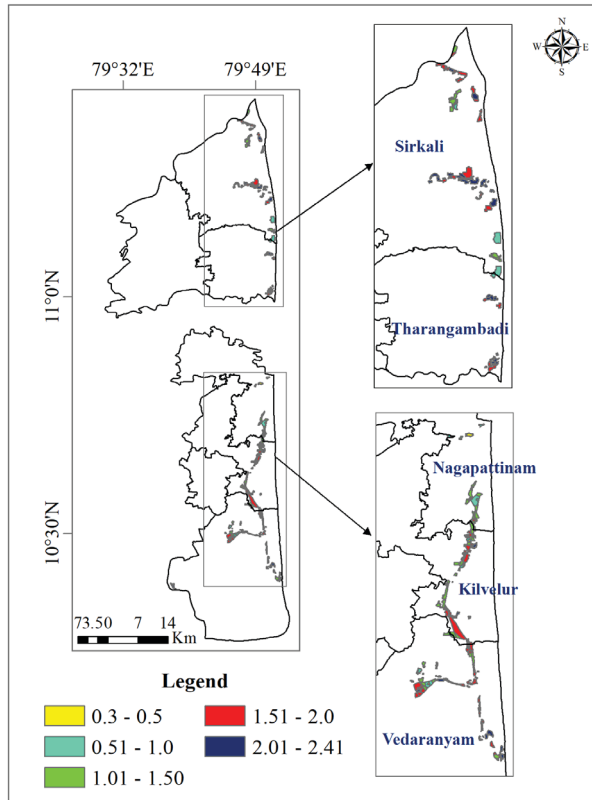 N
W E
S
79°32'E 79°49'E
Sirkali
11°0'N
Tharangambadi
Nagapattinam
10°30'N
Kilvelur
73.50 7 14
Km
Legend
0.3 - 0.5 1.51 - 2.0
0.51 - 1.0 2.01 - 2.41
1.01 - 1.50
Vedaranyam